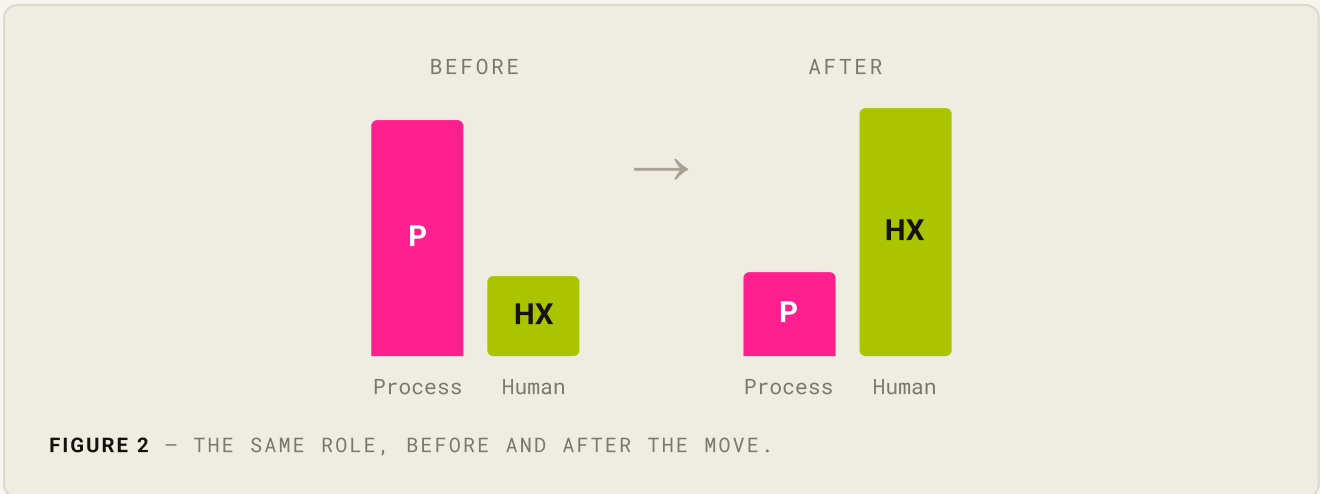 BEFORE AFTER
P HX P HX
Process Human Process Human
FIGURE 2 — THE SAME ROLE, BEFORE AND AFTER THE MOVE.